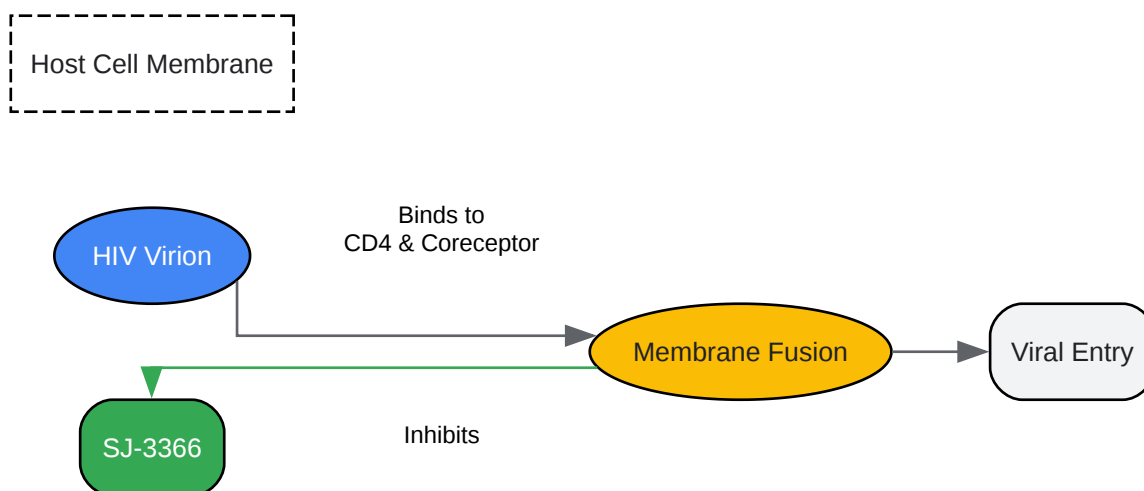 Host Cell Membrane
Binds to
CD4 & Coreceptor
HIV Virion
Membrane Fusion
Viral Entry
Inhibits
SJ-3366